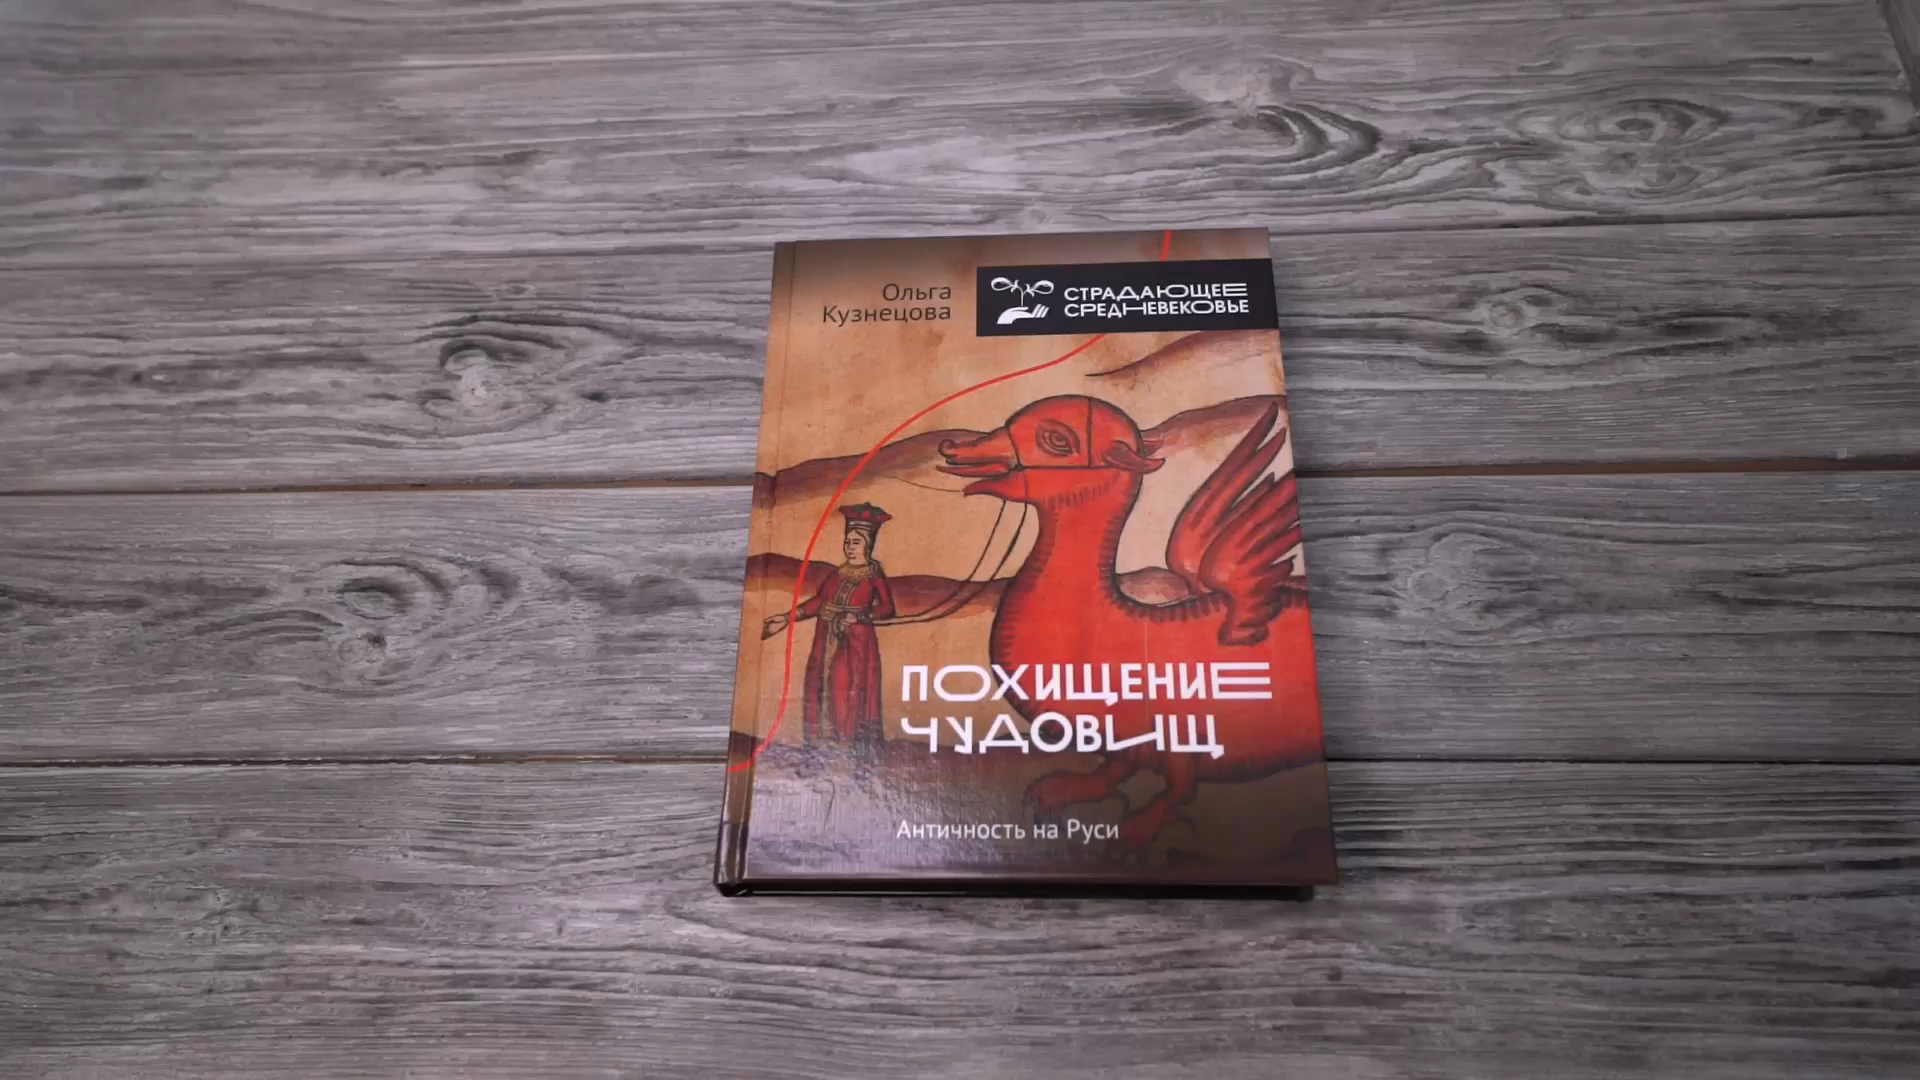 Ольга
Кузнецова
СТРАДАЮЩЕЕ
СРЕДНЕВЕКОВЬЕ
ПОХИЩЕНИЕ
ЧУДОВИЩ
Античность на Руси